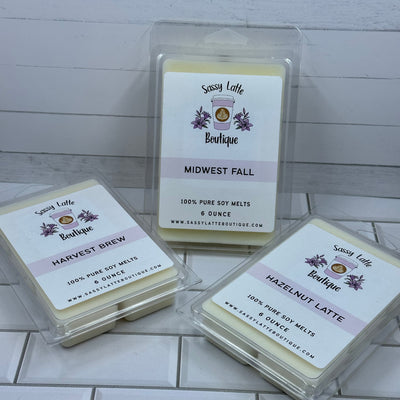 Sassy Latte
Boutique
MIDWEST FALL
100% PURE SOY MELTS
6 OUNCE
WWW.SASSYLATTEBOUTIQUE.COM
Sassy Latte
Boutique
HARVEST BREW
100% PURE SOY MELTS
6 OUNCE
WWW.SASSYLATTEBOUTIQUE.COM
Sassy Latte
Boutique
HAZELNUT LATTE
100% PURE SOY MELTS
6 OUNCE
WWW.SASSYLATTEBOUTIQUE.COM